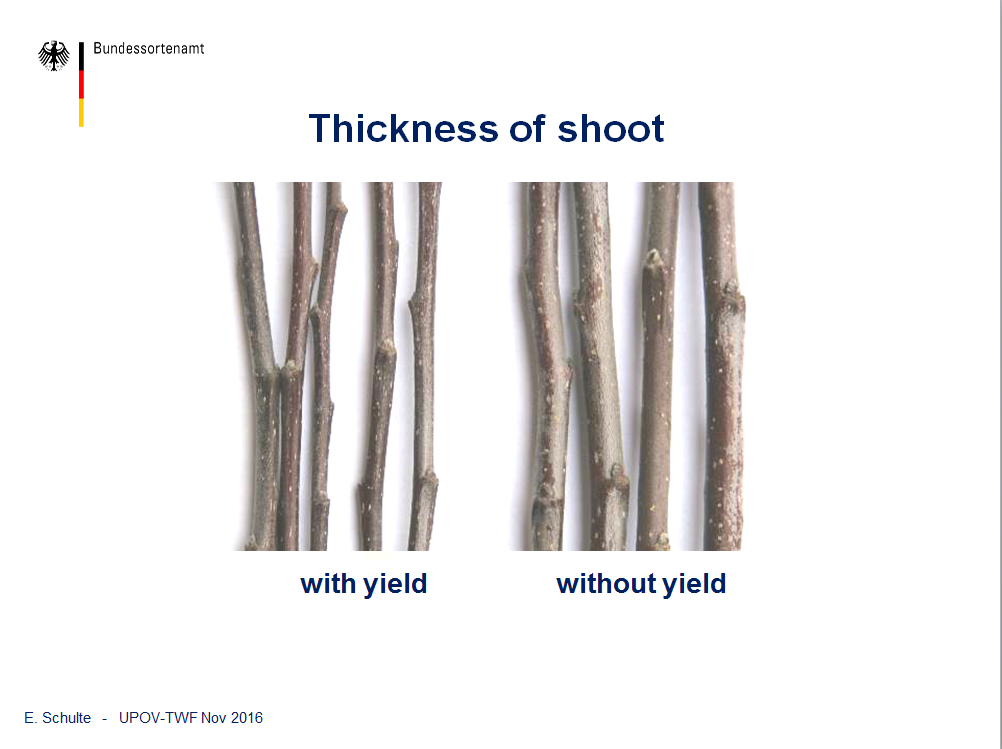 Bundessortenamt
Thickness of shoot
with yield
without yield
E. Schulte - UPOV-TWF Nov 2016